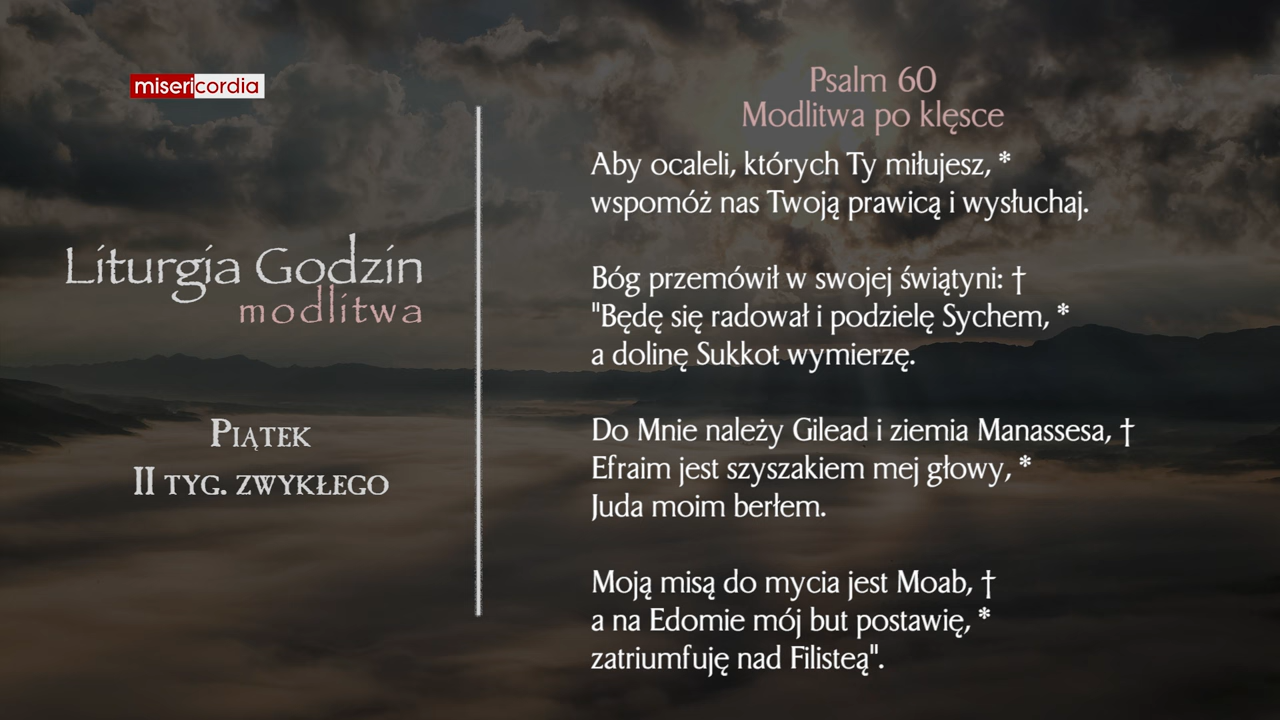 misericordia
Liturgia Godzin
modlitwa
Piątek
II tyg. zwykłego
Psalm 60
Modlitwa po klęsce
Aby ocaleli, których Ty miłujesz, *
wspomóż nas Twoją prawicą i wysłuchaj.
Bóg przemówił w swojej świątyni: †
"Będę się radował i podzielę Sychem, *
a dolinę Sukkot wymierzę.
Do Mnie należy Gilead i ziemia Manassesa, †
Efraim jest szyszakiem mej głowy, *
Juda moim berłem.
Moją misą do mycia jest Moab, †
a na Edomie mój but postawię, *
zatriumfuję nad Filisteą".